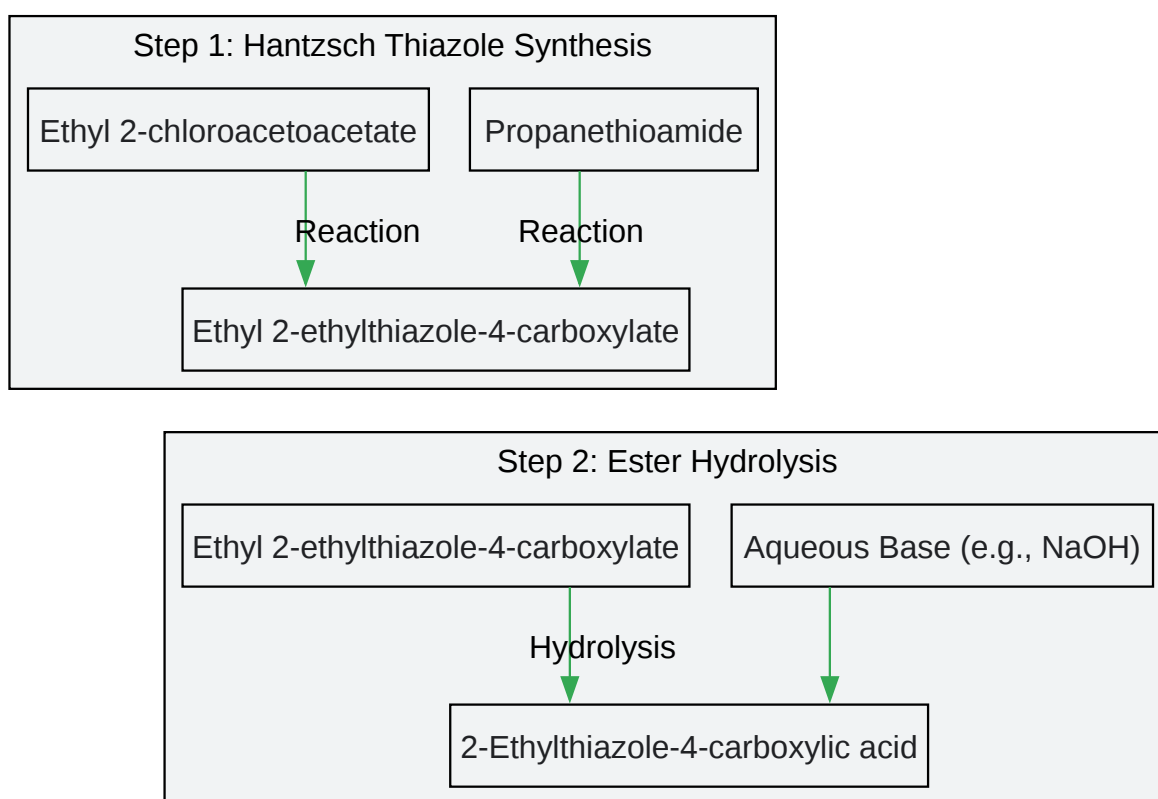 Step 1: Hantzsch Thiazole Synthesis
Ethyl 2-chloroacetoacetate
Propanethioamide
Reaction
Reaction
Ethyl 2-ethylthiazole-4-carboxylate
Step 2: Ester Hydrolysis
Ethyl 2-ethylthiazole-4-carboxylate
Aqueous Base (e.g., NaOH)
Hydrolysis
2-Ethylthiazole-4-carboxylic acid